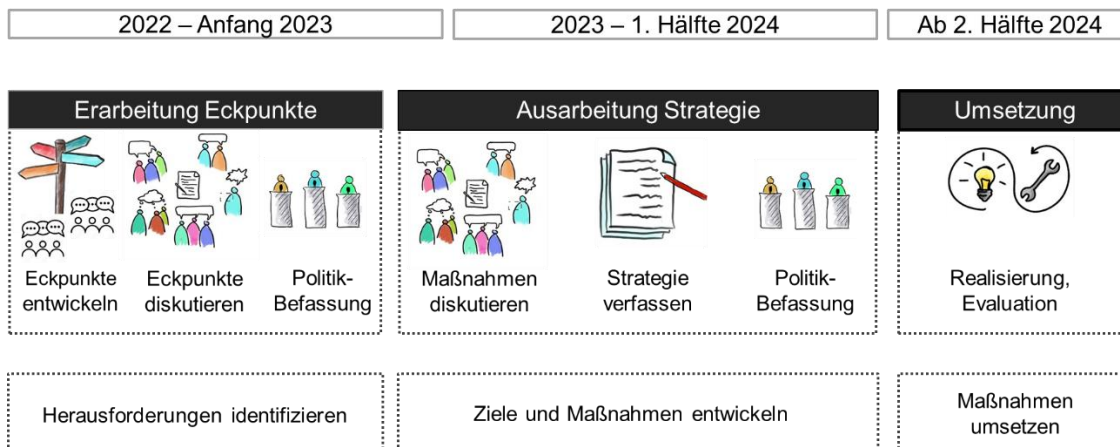 2022 – Anfang 2023
2023 – 1. Hälfte 2024
Ab 2. Hälfte 2024
Erarbeitung Eckpunkte
Ausarbeitung Strategie
Umsetzung
Eckpunkte
entwickeln
Eckpunkte
diskutieren
Politik-
Befassung
Maßnahmen
diskutieren
Strategie
verfassen
Politik-
Befassung
Realisierung,
Evaluation
Herausforderungen identifizieren
Ziele und Maßnahmen entwickeln
Maßnahmen
umsetzen